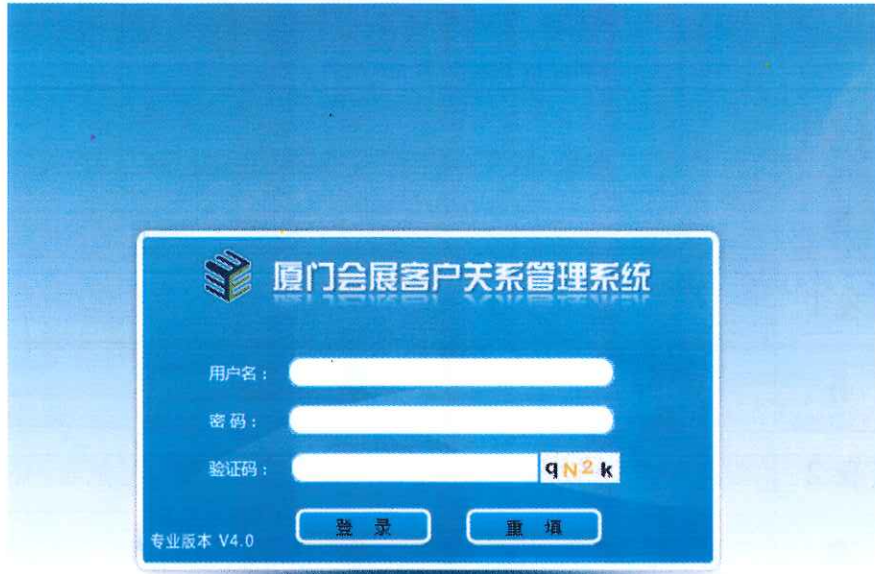 厦门会展客户关系管理系统
用户名：
密 码：
验证码： qN2k
专业版本 V4.0 登 录 重 填